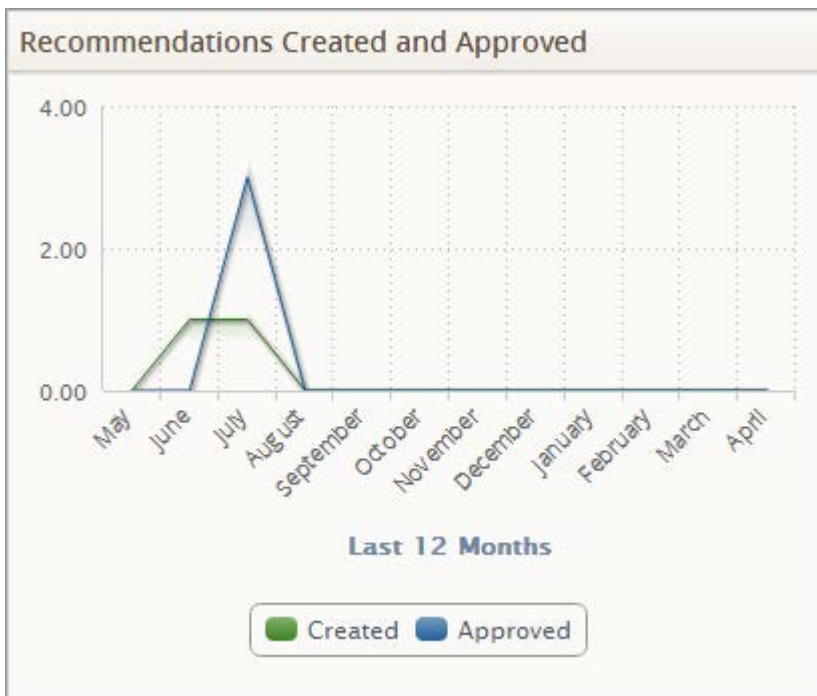 Recommendations Created and Approved
4.00
2.00
0.00
May June July August September October November December January February March April
Last 12 Months
Created Approved